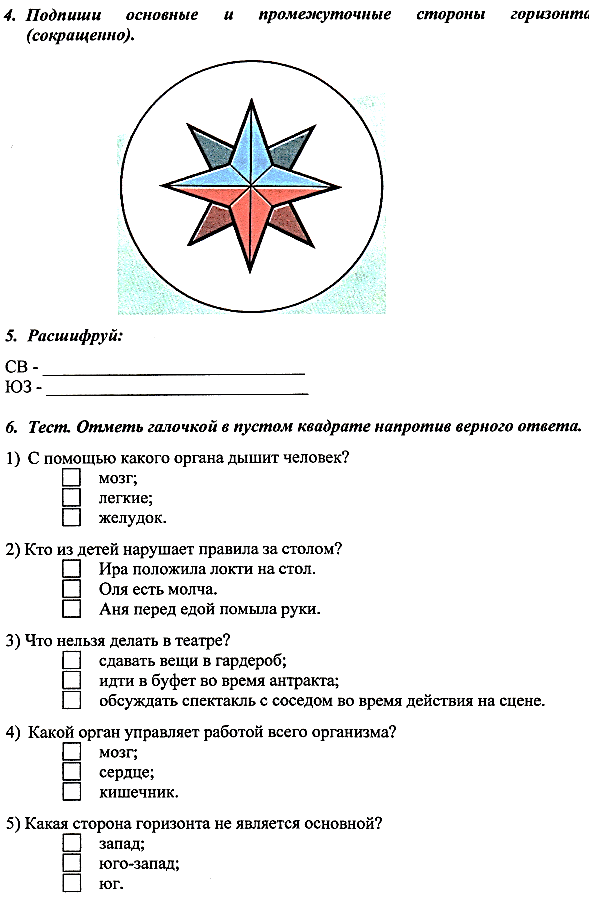 4. Подпиши основные и промежуточные стороны горизонта
(сокращенно).
5. Расшифруй:
СВ - ______________________________
ЮЗ - ______________________________
6. Тест. Отметь галочкой в пустом квадрате напротив верного ответа.
1) С помощью какого органа дышит человек?
мозг;
легкие;
желудок.
2) Кто из детей нарушает правила за столом?
Ира положила локти на стол.
Оля есть молча.
Аня перед едой помыла руки.
3) Что нельзя делать в театре?
сдавать вещи в гардероб;
идти в буфет во время антракта;
обсуждать спектакль с соседом во время действия на сцене.
4) Какой орган управляет работой всего организма?
мозг;
сердце;
кишечник.
5) Какая сторона горизонта не является основной?
запад;
юго-запад;
юг.